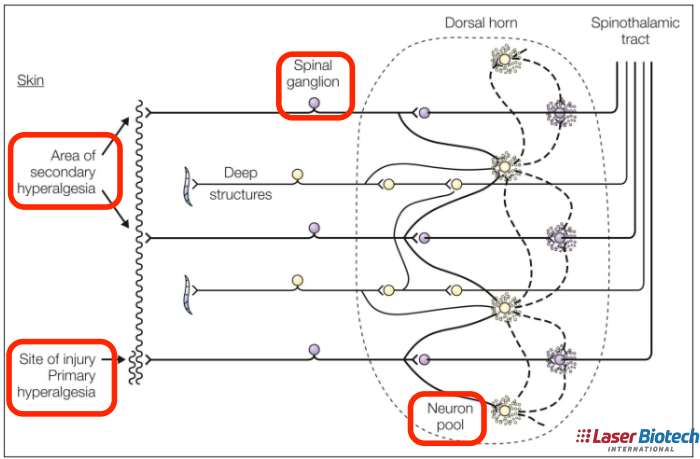 Dorsal horn
Spinothalamic
tract
Spinal
ganglion
Skin
Area of
secondary
hyperalgesia
Deep
structures
Site of injury
Primary
hyperalgesia
Neuron
pool
Laser Biotech
INTERNATIONAL